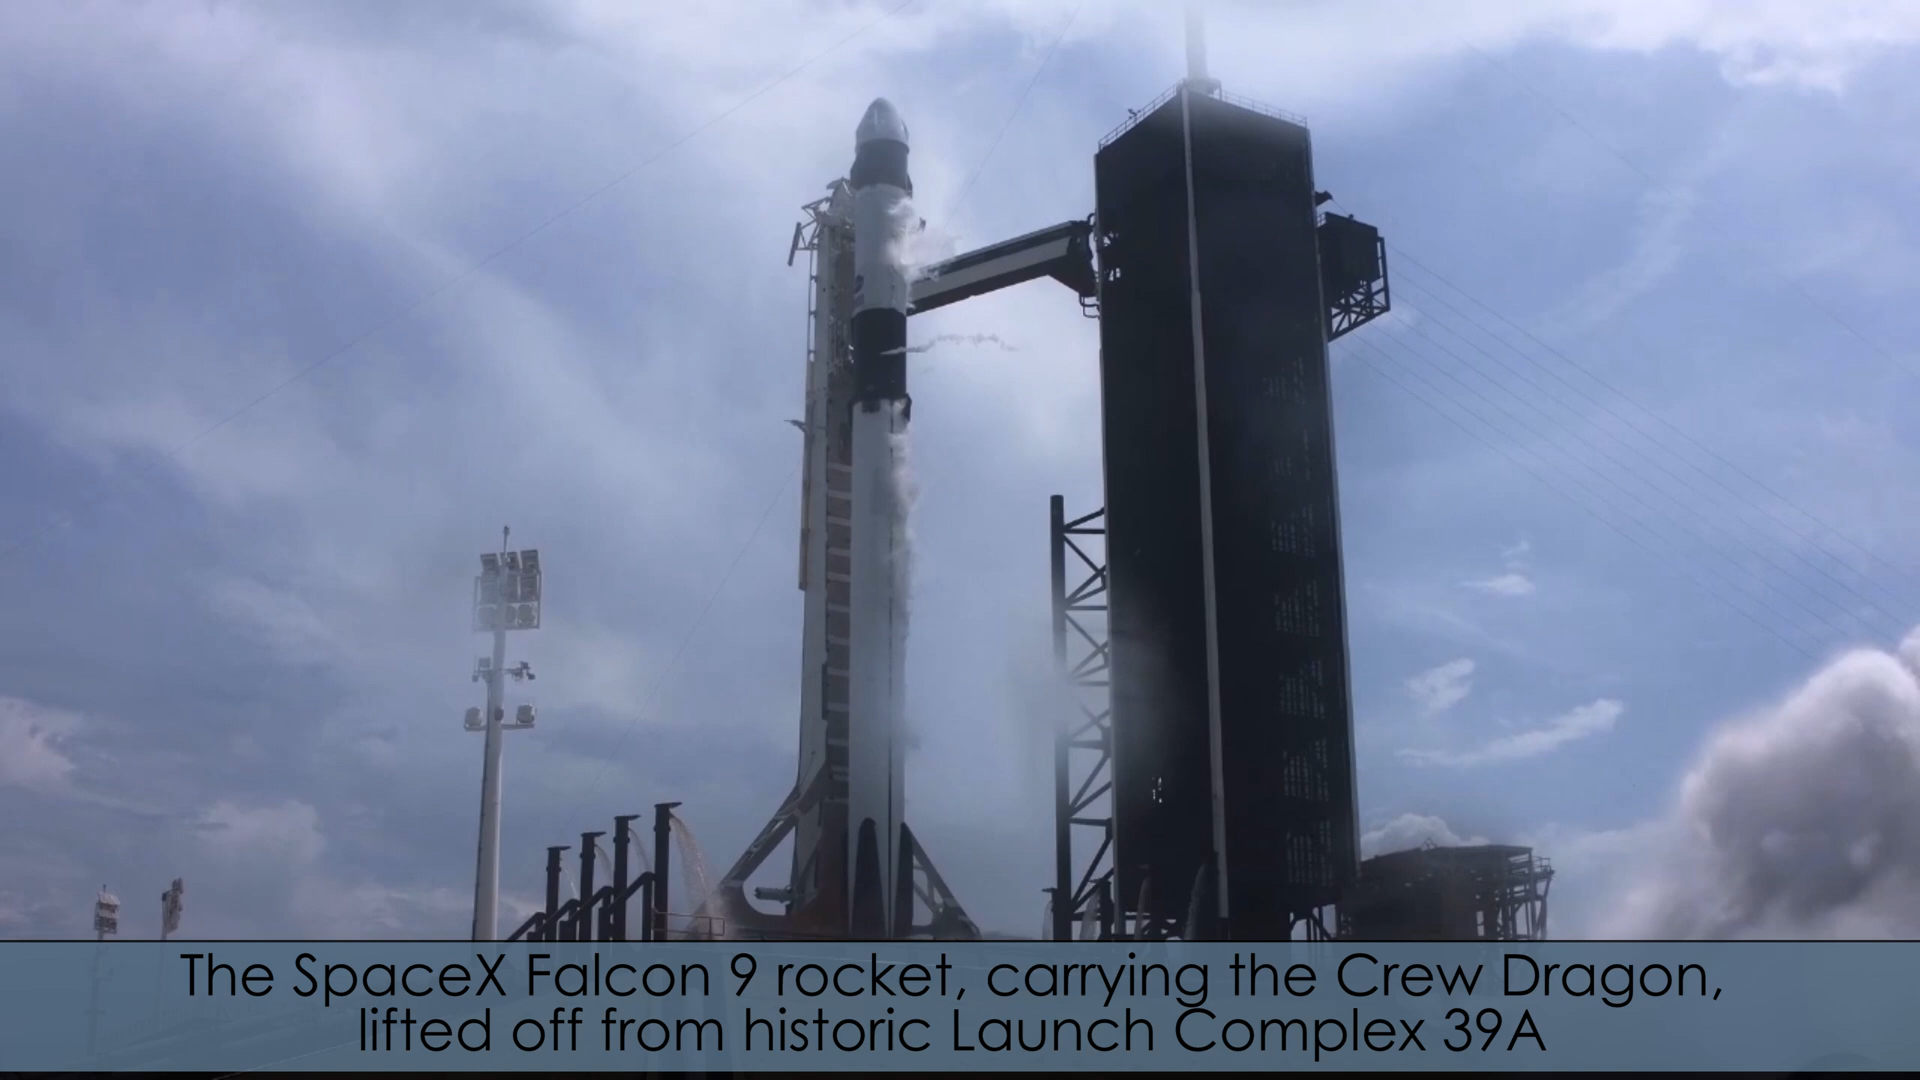 The SpaceX Falcon 9 rocket, carrying the Crew Dragon,
lifted off from historic Launch Complex 39A